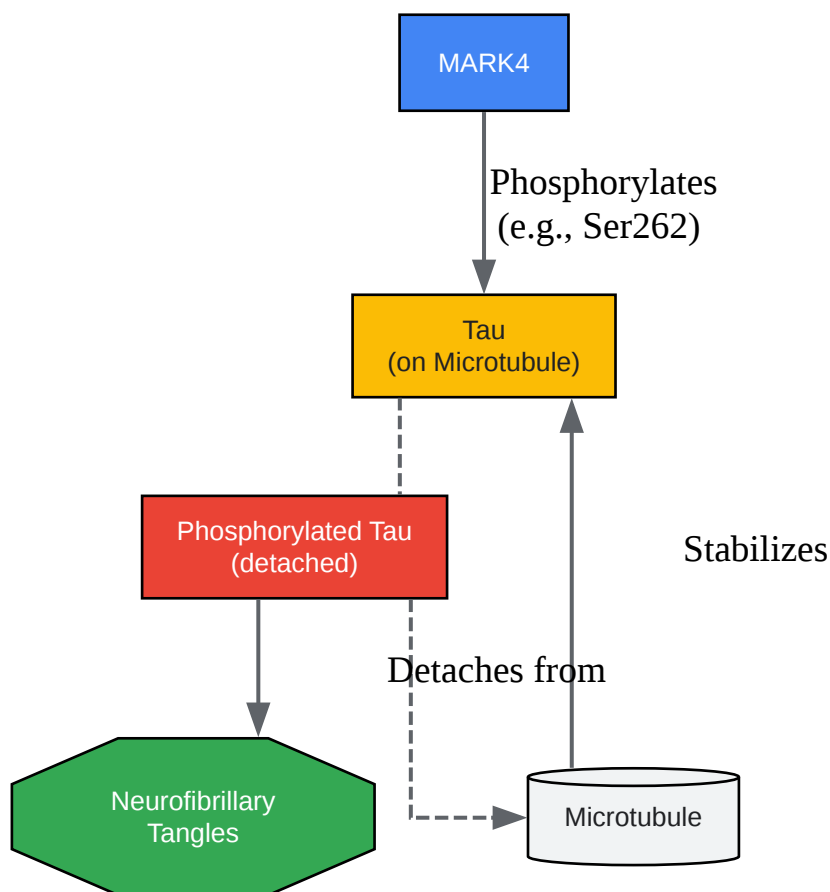 MARK4
Phosphorylates
(e.g., Ser262)
Tau
(on Microtubule)
Phosphorylated Tau
(detached)
Stabilizes
Detaches from
Neurofibrillary
Tangles
Microtubule